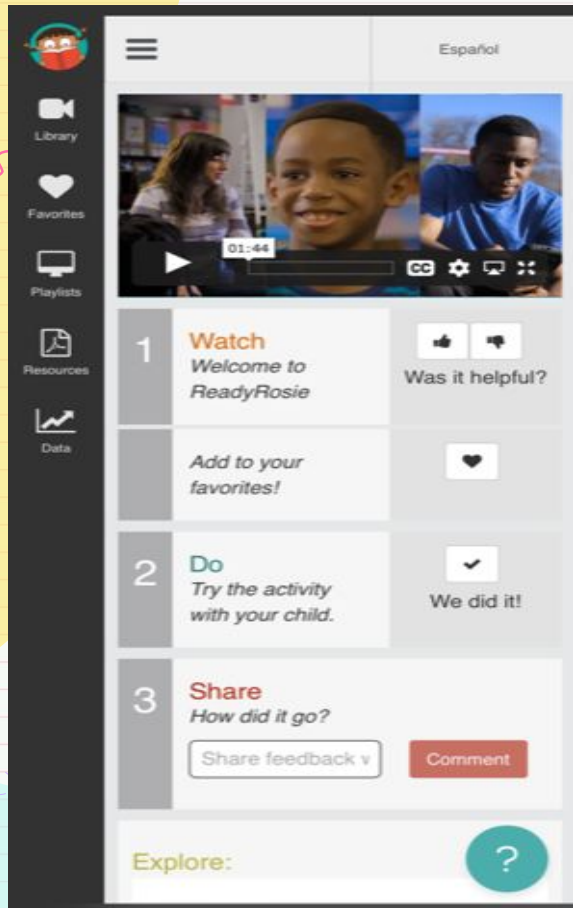 Español
Library
Favorites
Playlists
Resources
Data
01:44
CC
1
Watch
Welcome to
ReadyRosie
Was it helpful?
Add to your
favorites!
2
Do
Try the activity
with your child.
We did it!
3
Share
How did it go?
Share feedback
Comment
Explore:
?